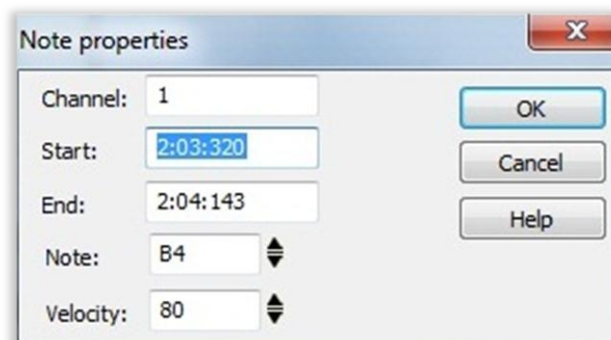 Note properties
Channel: 1
OK
Start: 2:03:320
Cancel
End: 2:04:143
Help
Note: B4
Velocity: 80